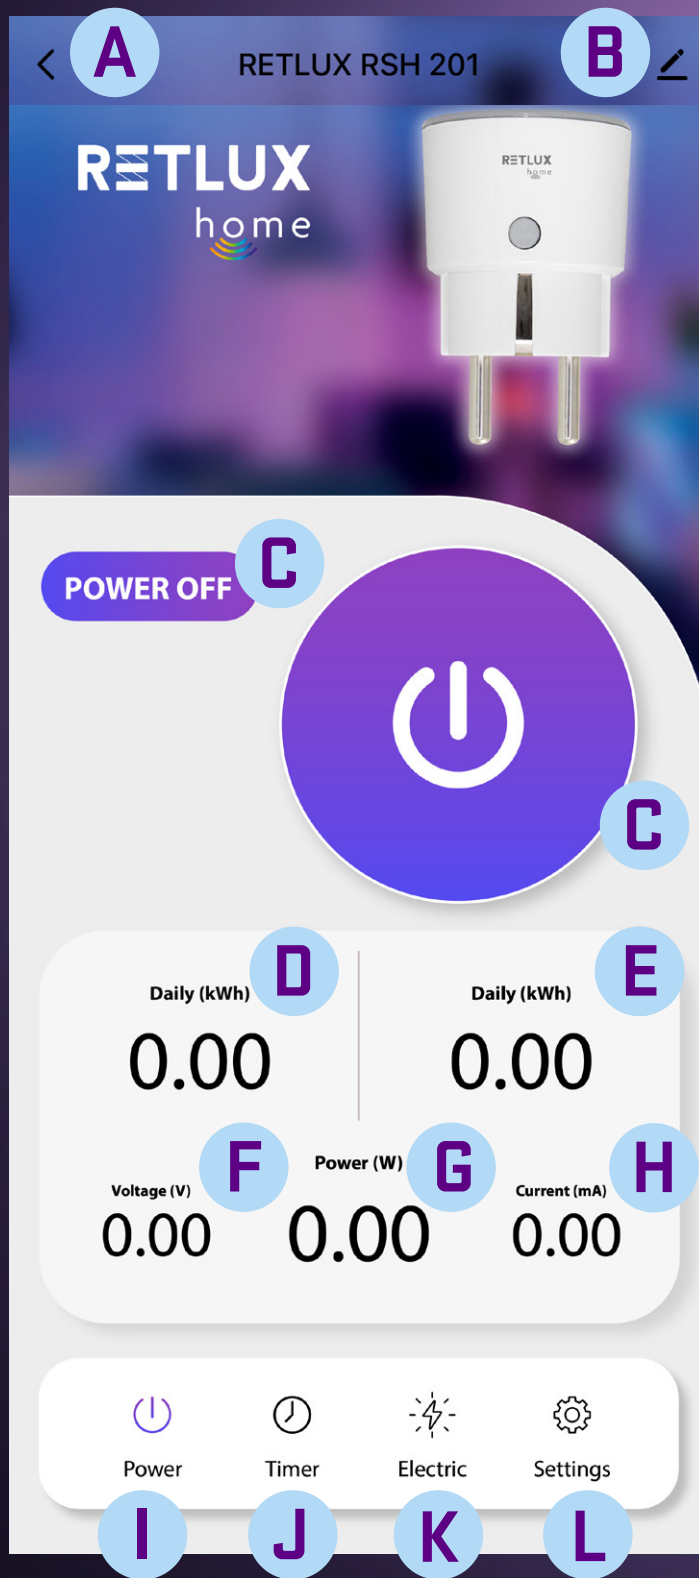 A
RETLUX RSH 201
B
RETLUX
home
RETLUX
home
POWER OFF
C
C
Daily (kWh)
D
Daily (kWh)
E
0.00
0.00
Voltage (V)
F
Power (W)
G
Current (mA)
H
0.00
0.00
0.00
Power
Timer
Electric
Settings
I
J
K
L